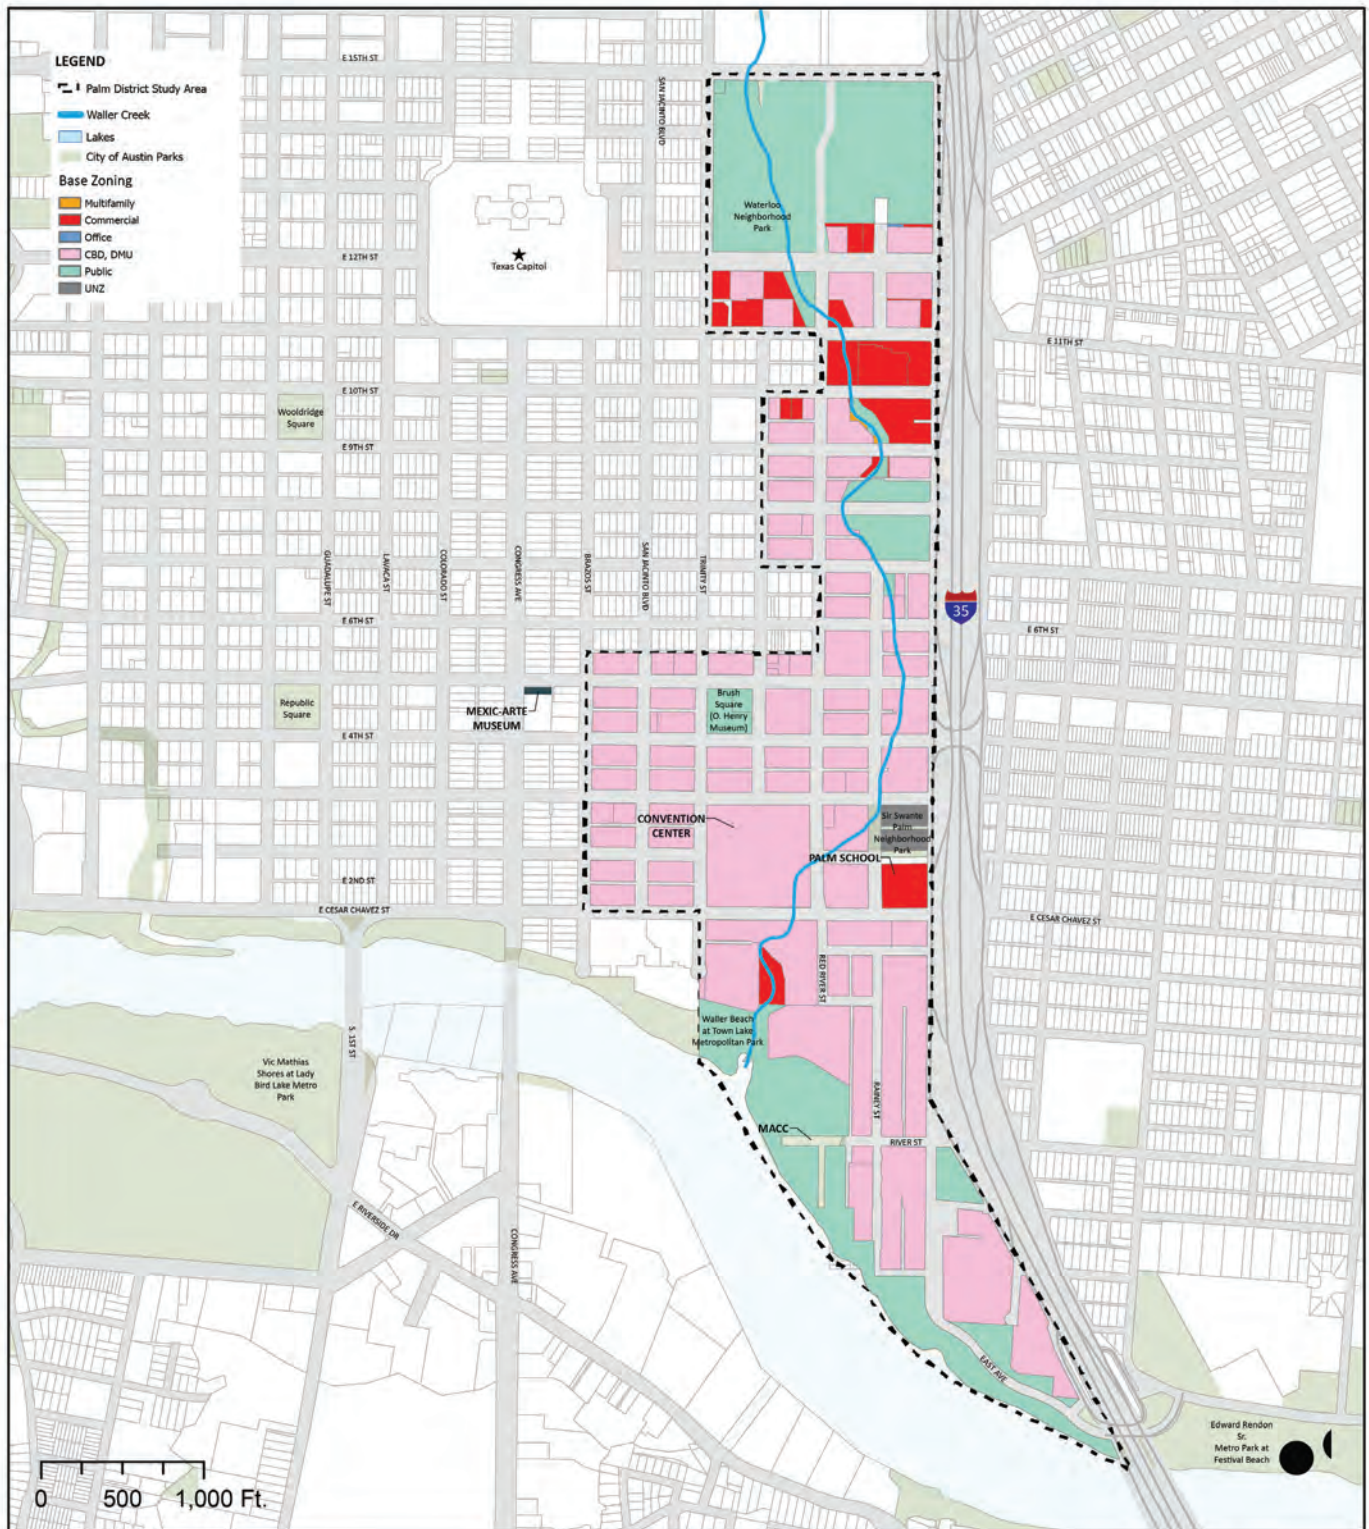 LEGEND
Palm District Study Area
Waller Creek
Lakes
City of Austin Parks
Base Zoning
Multifamily
Commercial
Office
CBD, DMU
Public
UNZ
E 15TH ST
SAN JACINTO BLVD
Waterloo
Neighborhood
Park
E 12TH ST
Texas Capitol
E 11TH ST
E 10TH ST
Wooldridge
Square
E 9TH ST
GUADALUPE ST
LAVACA ST
COLORADO ST
CONGRESS AVE
BRAZOS ST
SAN JACINTO BLVD
TRINITY ST
35
E 6TH ST
E 6TH ST
Republic
Square
MEXIC-ARTE
MUSEUM
Brush
Square
(O. Henry
Museum)
E 4TH ST
CONVENTION
CENTER
Sir Swante
Palm
Neighborhood
Park
PALM SCHOOL
E 2ND ST
E CESAR CHAVEZ ST
E CESAR CHAVEZ ST
RED RIVER ST
Waller Beach
at Town Lake
Metropolitan Park
S. 1ST ST
Vic Mathias
Shores at Lady
Bird Lake Metro
Park
RAINEY ST
MACC
RIVER ST
E RIVERSIDE DR
CONGRESS AVE
EAST AVE
Edward Rendon
Sr.
Metro Park at
Festival Beach
0 500 1,000 Ft.